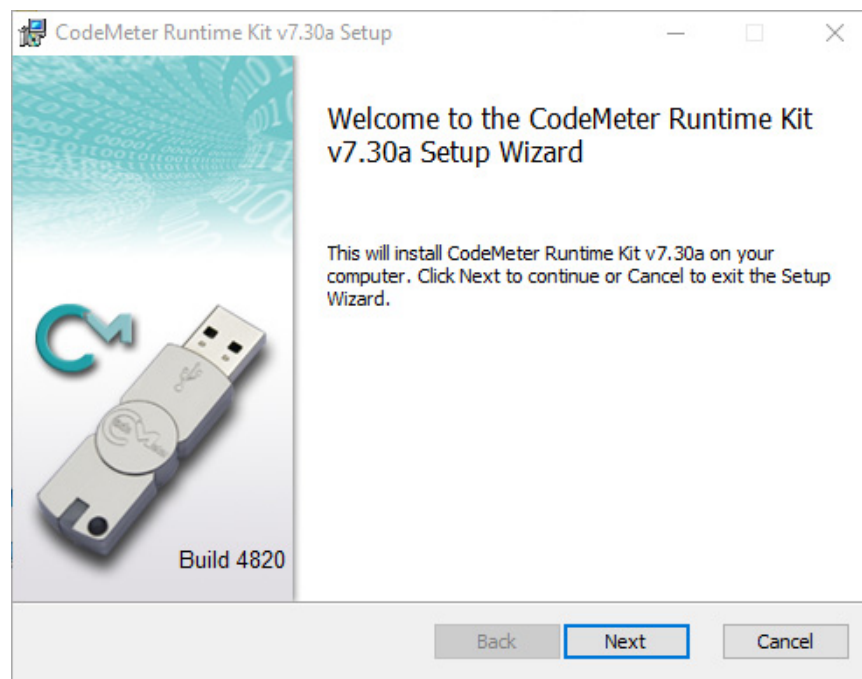 CodeMeter Runtime Kit v7.30a Setup
Welcome to the CodeMeter Runtime Kit
v7.30a Setup Wizard
This will install CodeMeter Runtime Kit v7.30a on your
computer. Click Next to continue or Cancel to exit the Setup
Wizard.
CM
Build 4820
Back
Next
Cancel